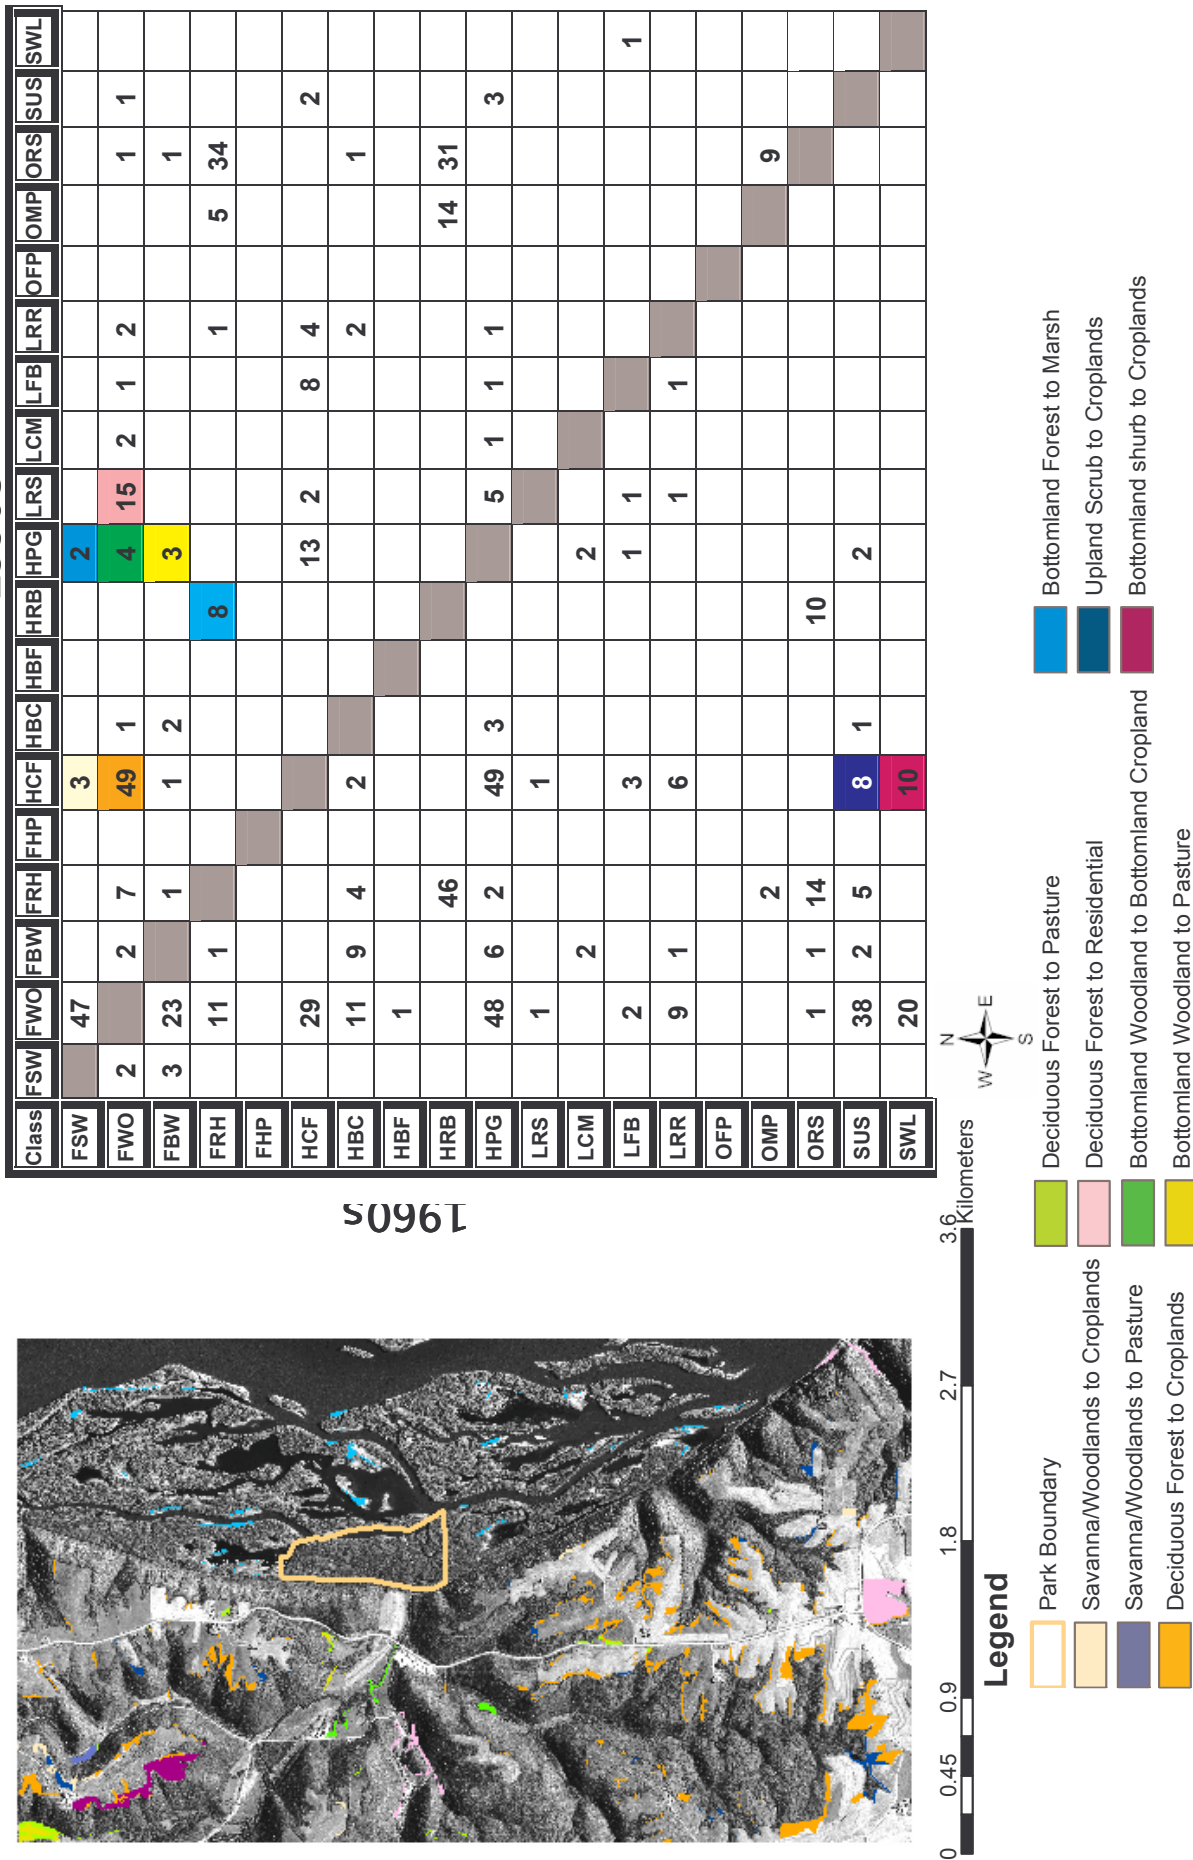 1960s
Class FSW FWO FBW FRH FHP HCF HBC HBF HRB HPG LRS LCM LFB LRR OFP OMP ORS SUS SWL
FSW 47 3 2
FWO 2 2 7 49 1 4 15 2 1 2 1 1
FBW 3 23 1 1 2 3 1
FRH 11 1 8 1 5 34
FHP
HCF 29 13 2 8 4 2
HBC 11 9 4 2 2 1
HBF 1
HRB 46 14 31
HPG 48 6 2 49 3 5 1 1 1 3
LRS 1 1
LCM 2 2
LFB 2 3 1 1 1
LRR 9 1 6 1 1
OFP
OMP 2 9
ORS 1 1 14 10
SUS 38 2 5 8 1 2
SWL 20 10
0 0.45 0.9 1.8 2.7 3.6
Kilometers
N
W E
S
Legend
Park Boundary
Savanna/Woodlands to Croplands
Savanna/Woodlands to Pasture
Deciduous Forest to Croplands
Deciduous Forest to Pasture
Deciduous Forest to Residential
Bottomland Woodland to Bottomland Cropland
Bottomland Woodland to Pasture
Bottomland Forest to Marsh
Upland Scrub to Croplands
Bottomland shurb to Croplands